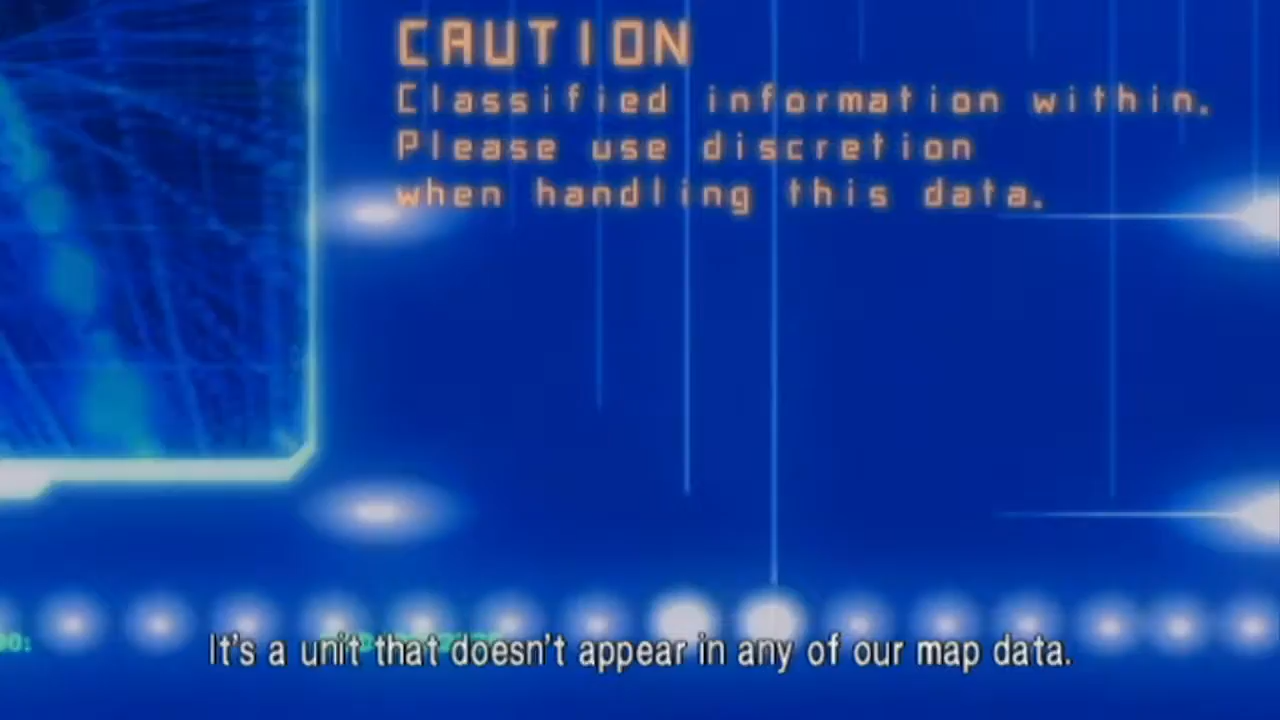 CAUTION
Classified information within.
Please use discretion
when handling this data.
It's a unit that doesn't appear in any of our map data.